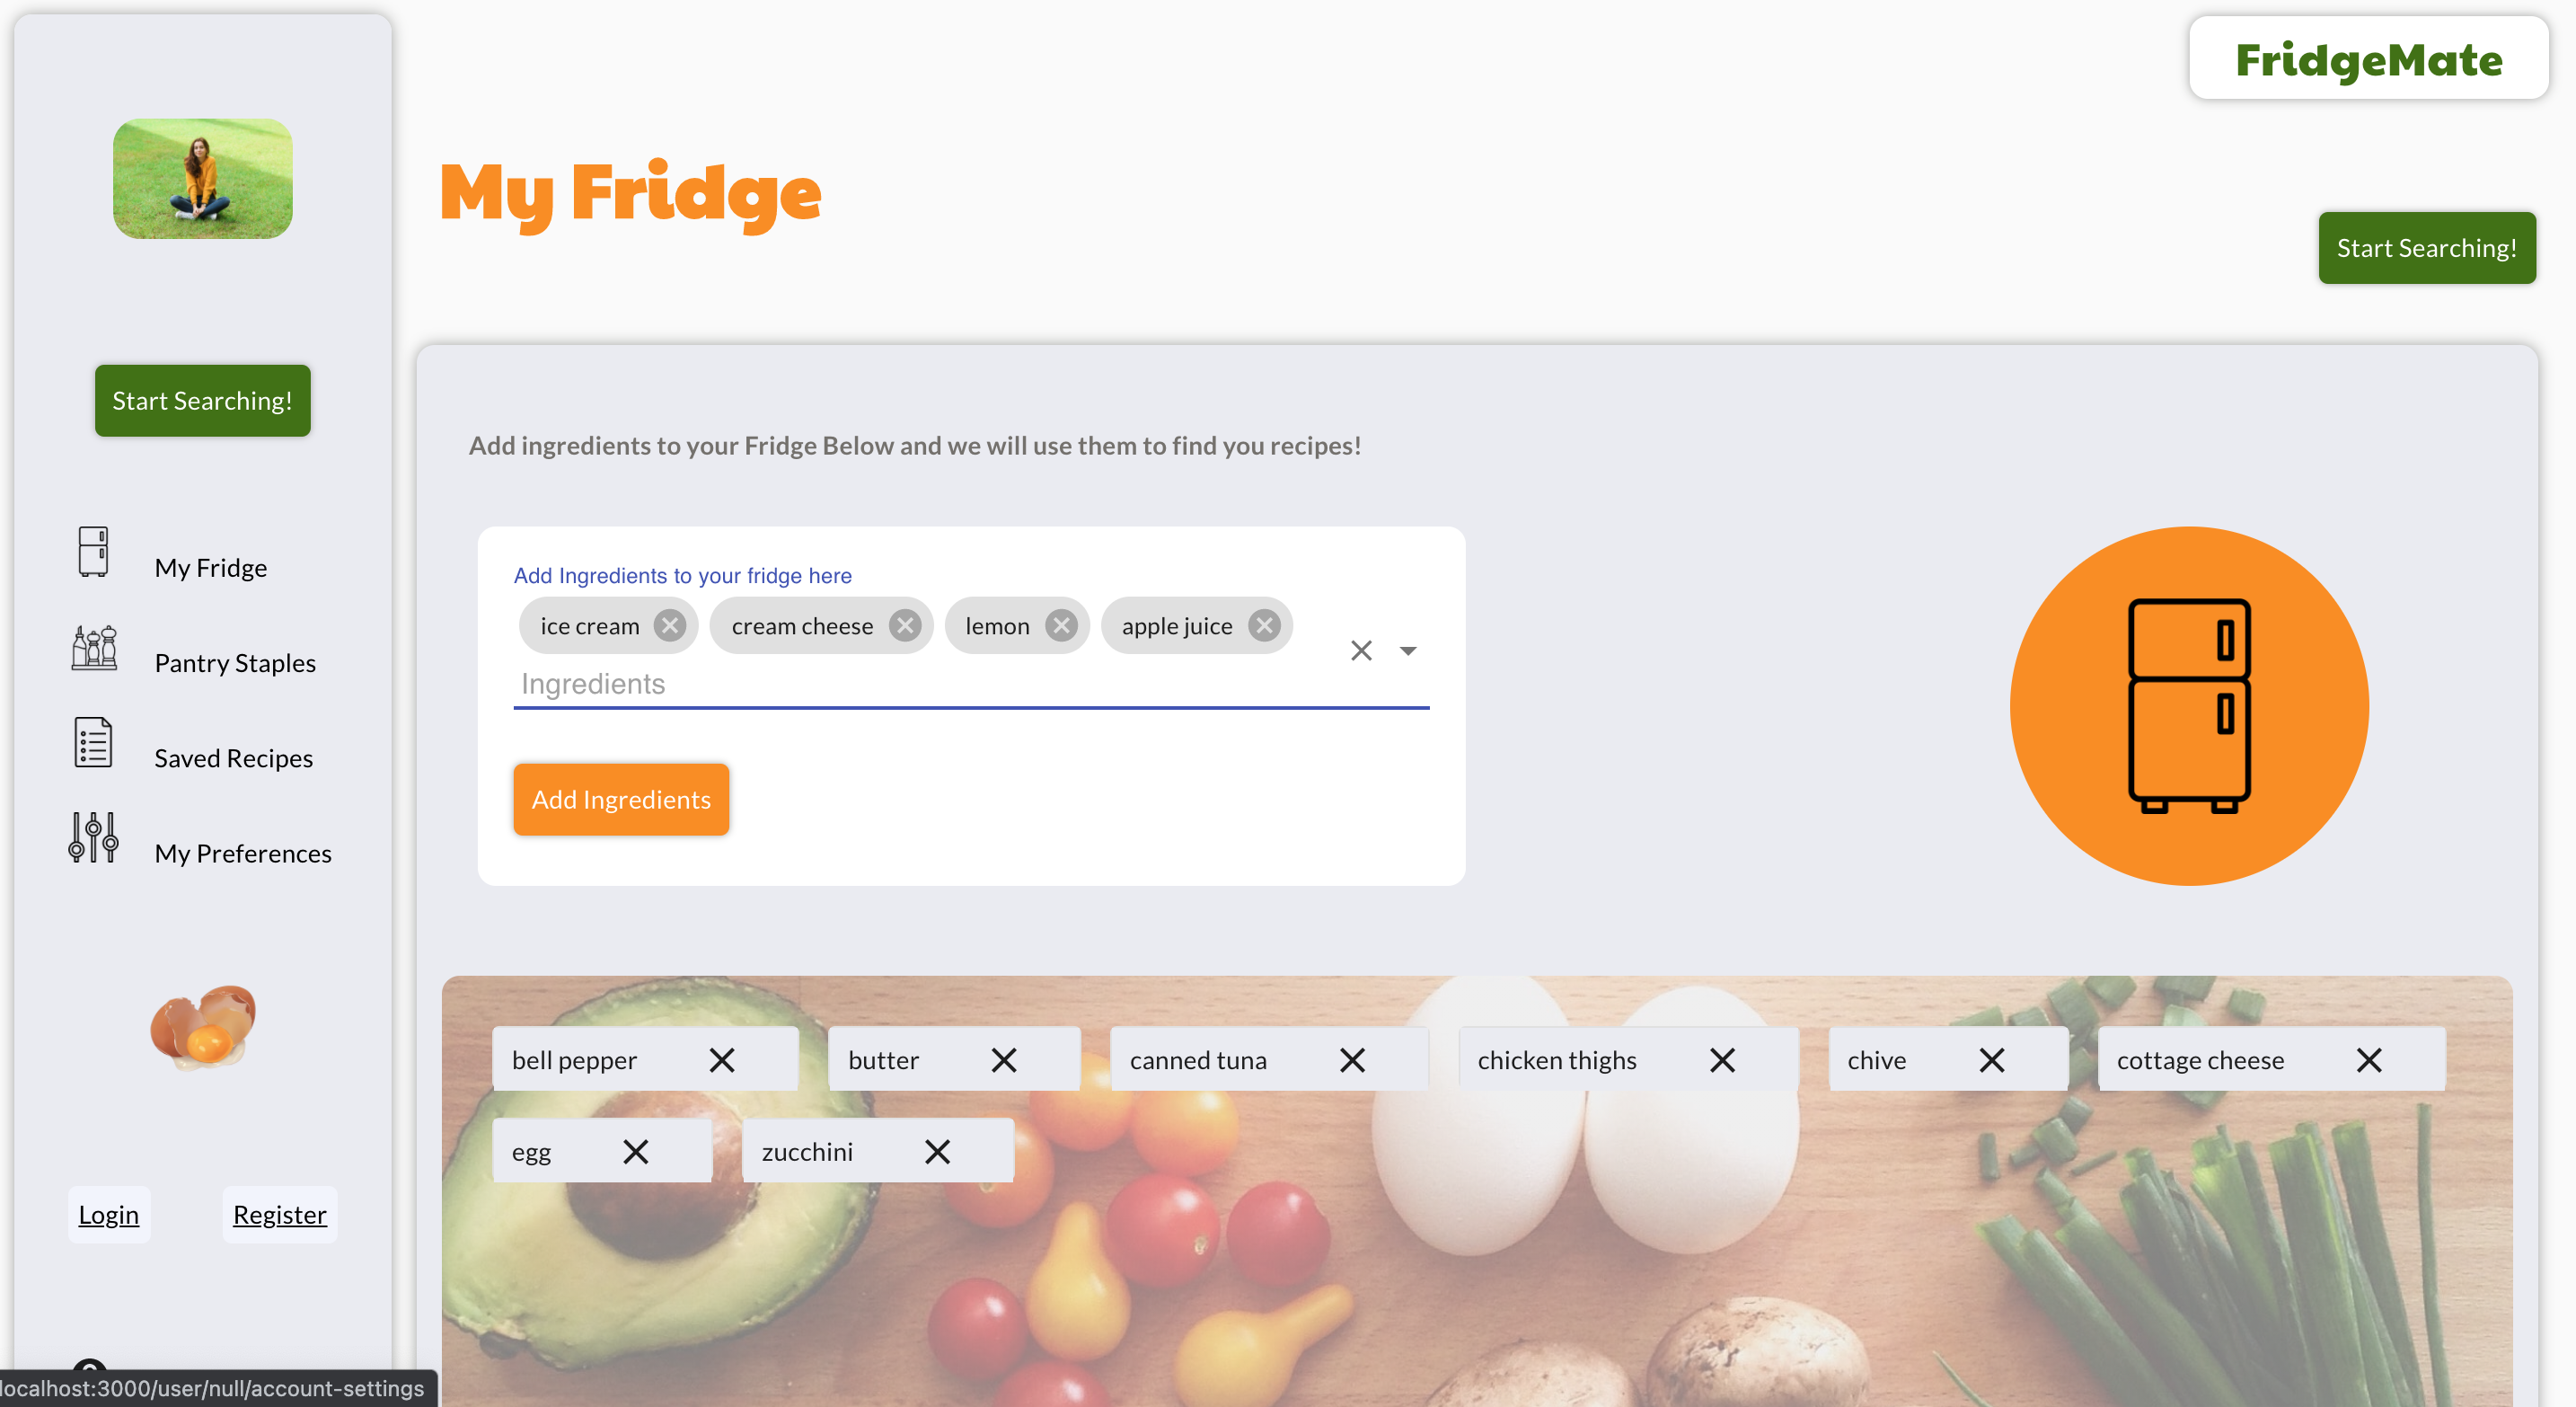 FridgeMate
My Fridge
Start Searching!
Start Searching!
My Fridge
Pantry Staples
Saved Recipes
My Preferences
Login
Register
Add ingredients to your Fridge Below and we will use them to find you recipes!
Add Ingredients to your fridge here
ice cream cream cheese lemon apple juice
Ingredients
Add Ingredients
bell pepper butter canned tuna chicken thighs chive cottage cheese
egg zucchini
localhost:3000/user/null/account-settings